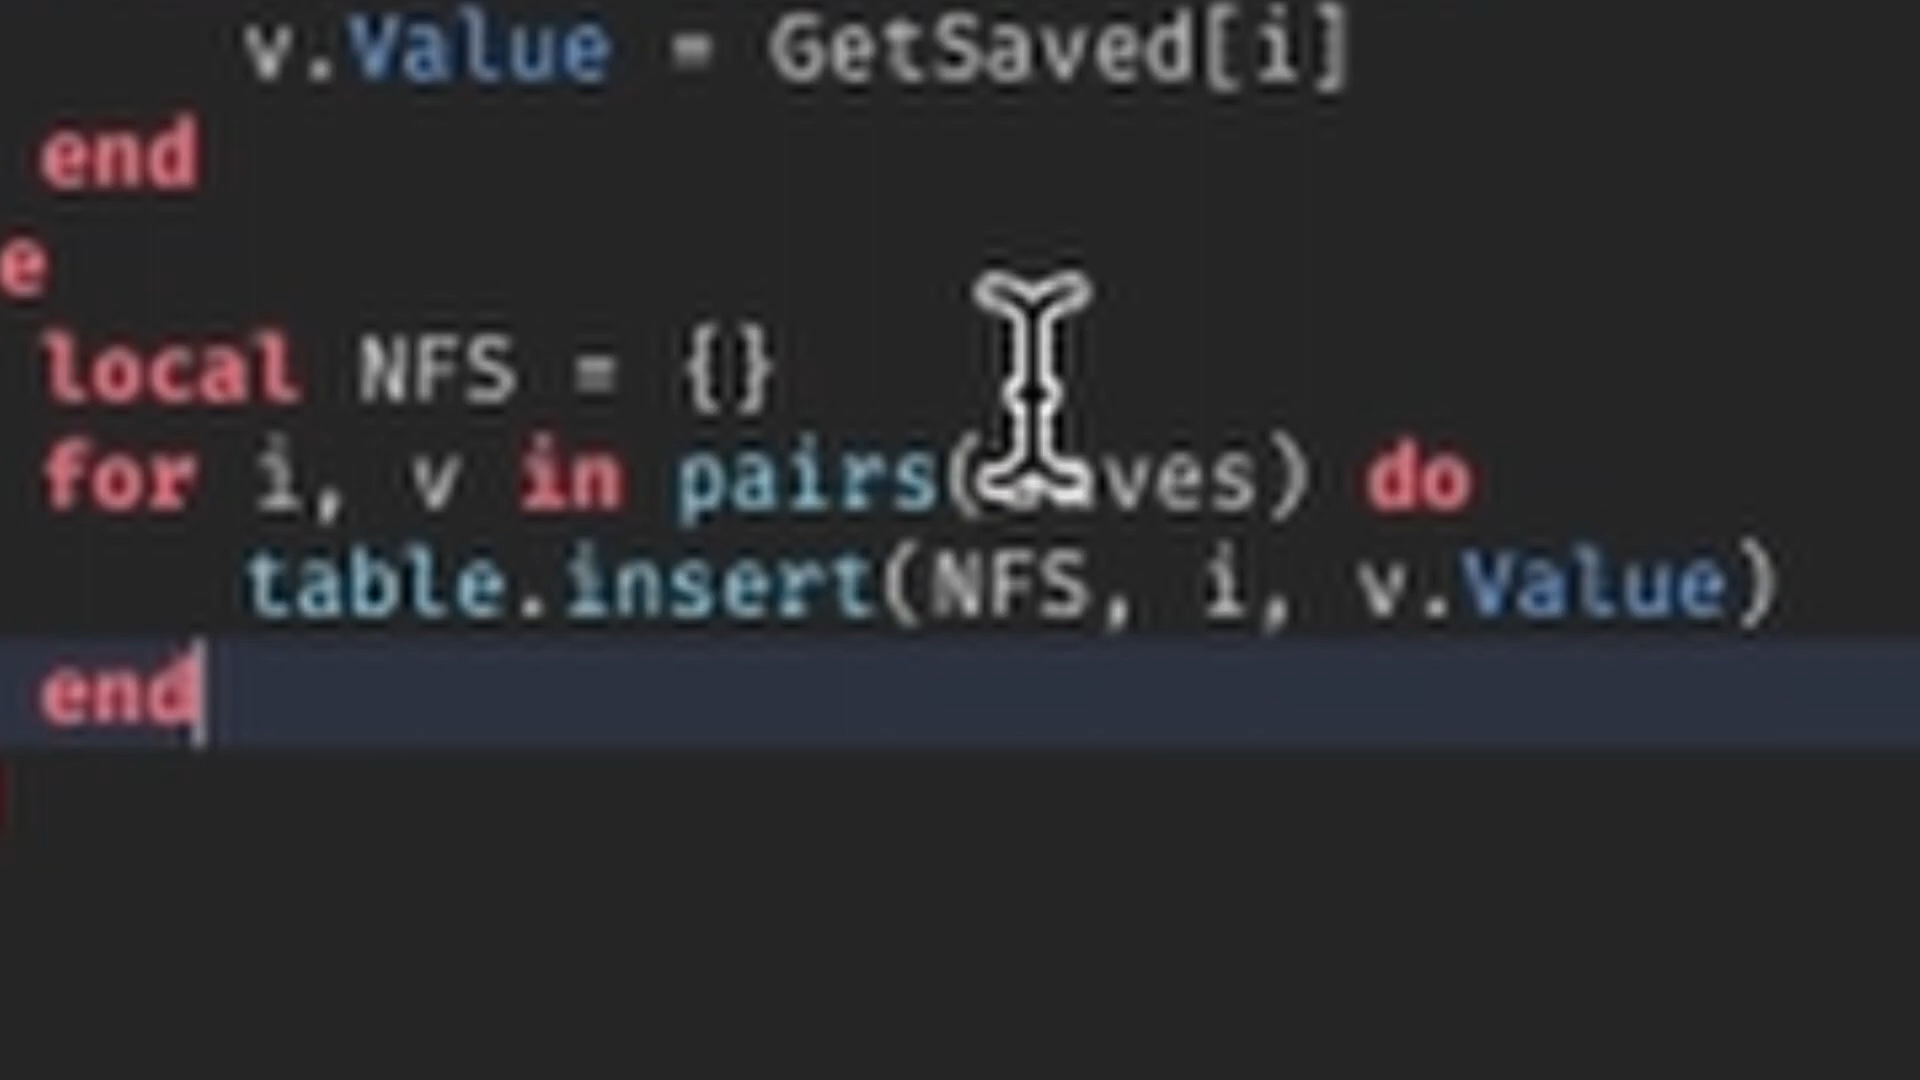 v.Value = GetSaved[i]
end
e
local NFS = {}
for i, v in pairs( ves) do
table.insert(NFS, i, v.Value)
end